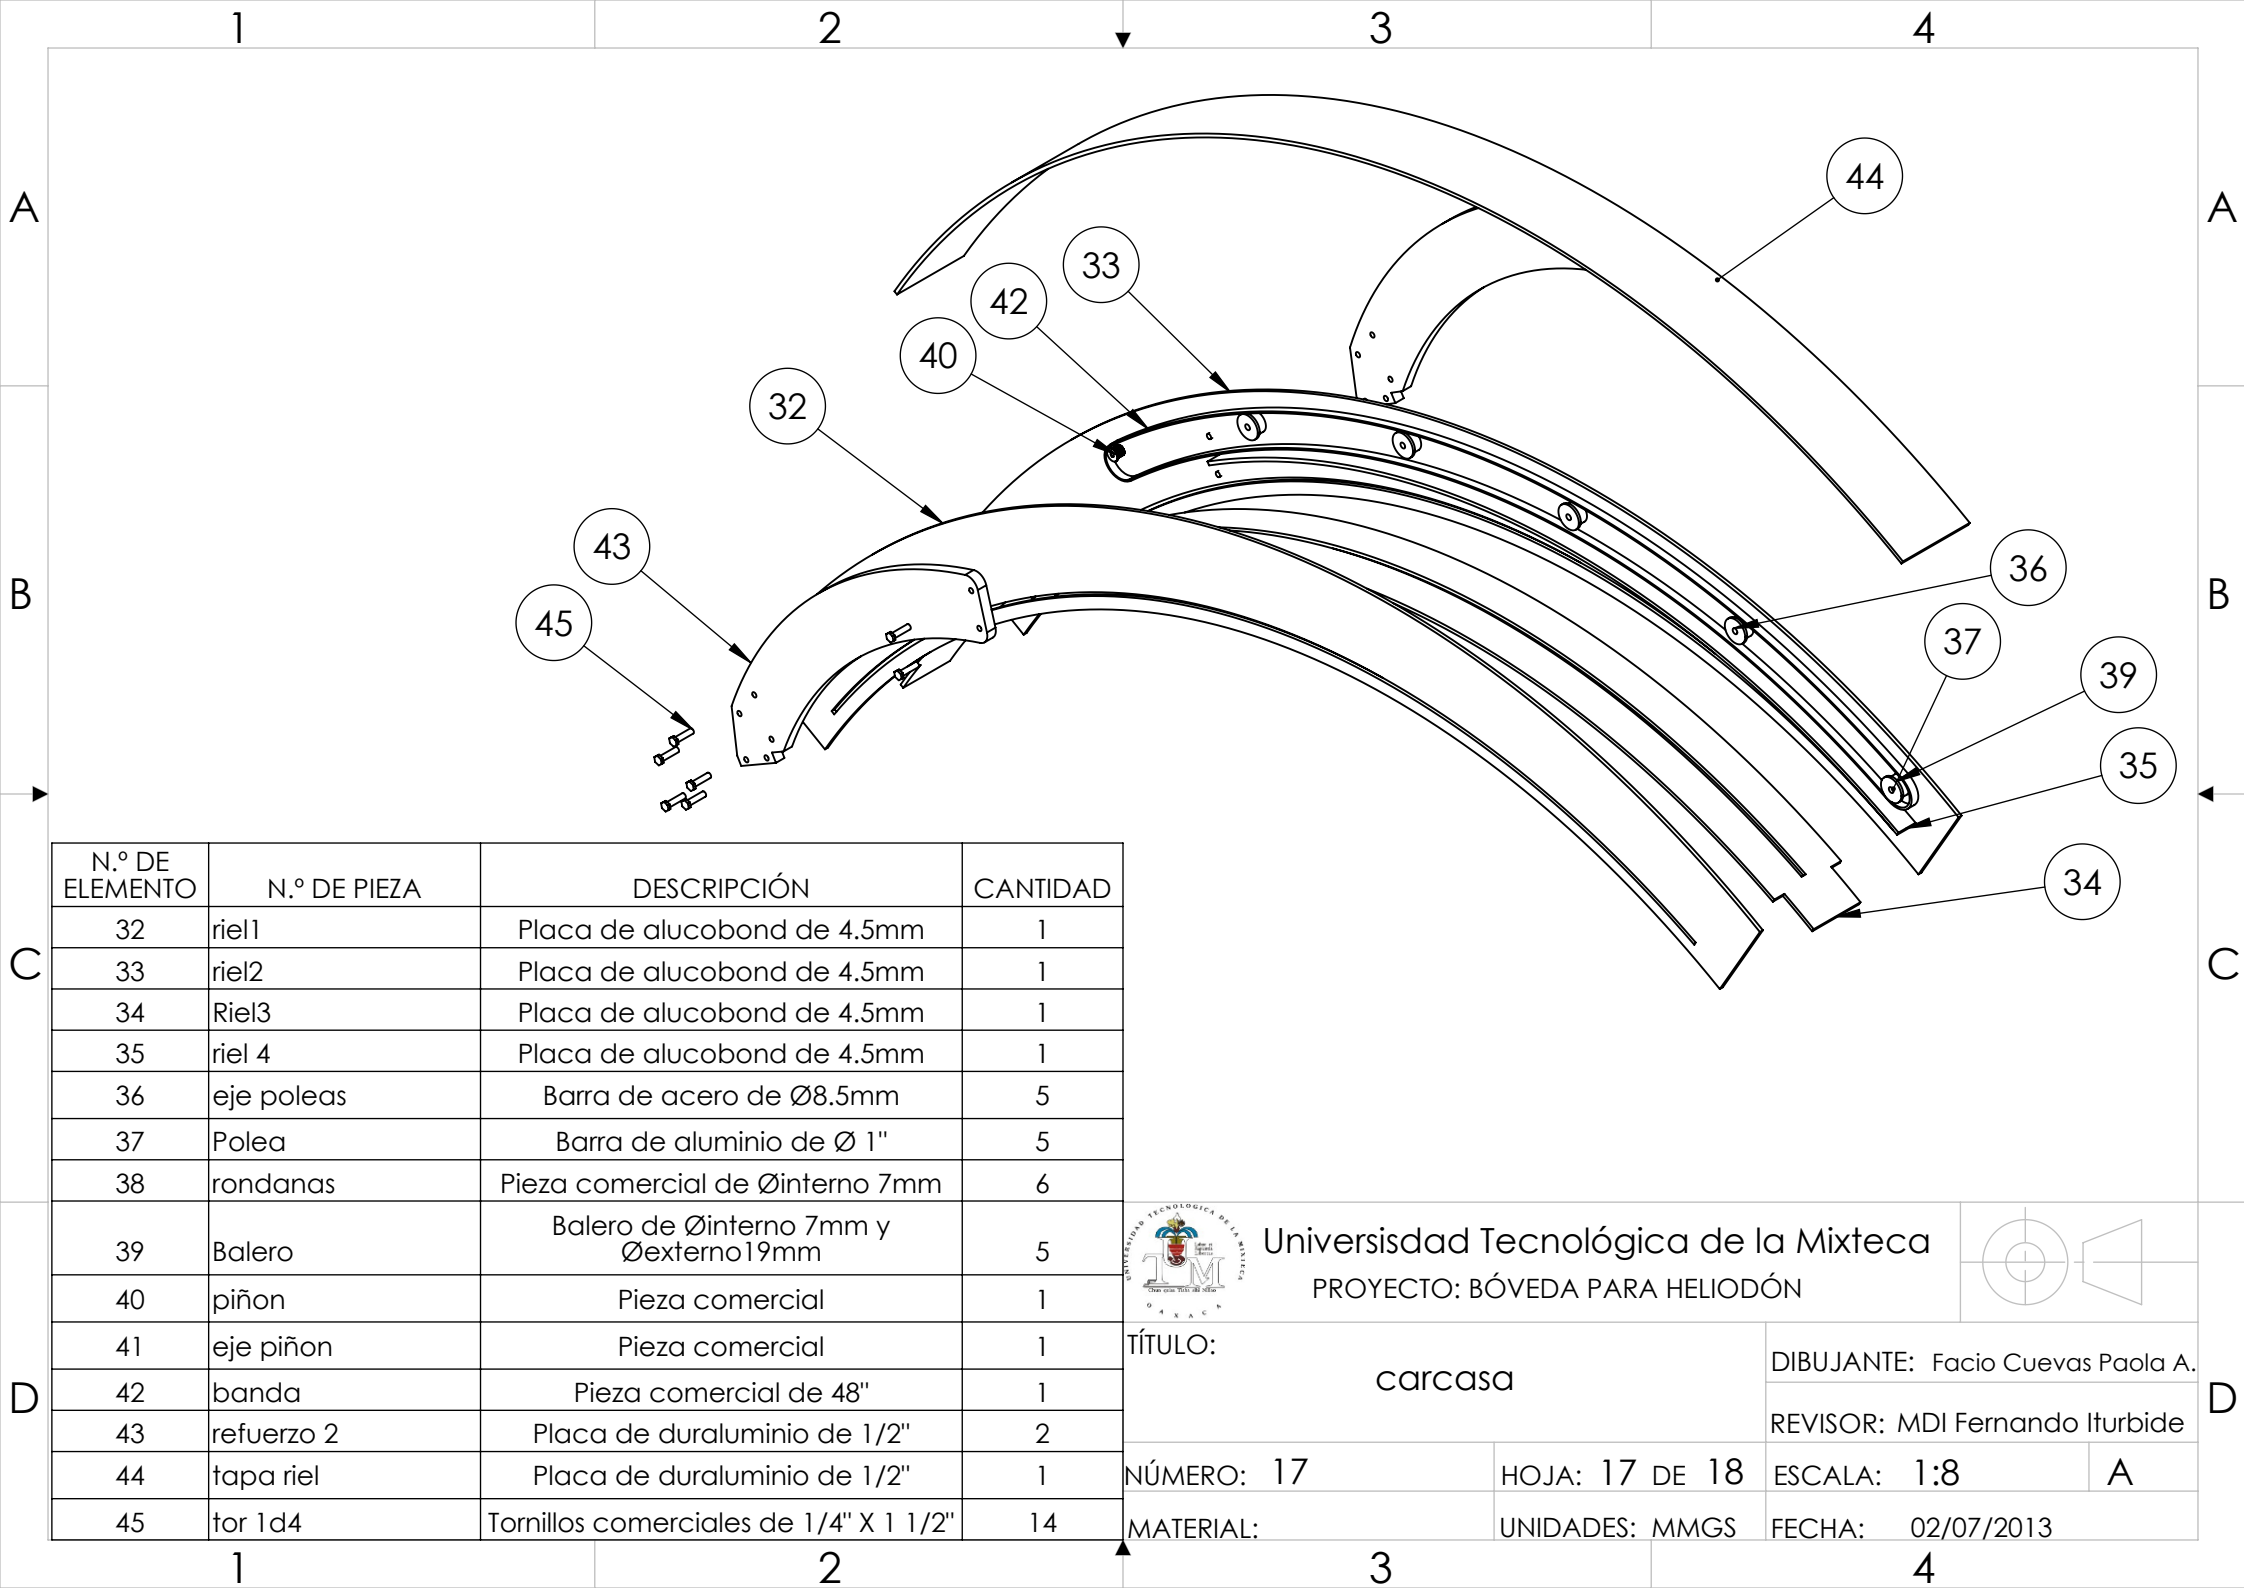 1 2 3 4
A A
B B
C C
D D
1 2 3 4
44
33
42
40
32
43
45
36
37
39
35
34
N.º DE ELEMENTO N.º DE PIEZA DESCRIPCIÓN CANTIDAD
32 riel1 Placa de alucobond de 4.5mm 1
33 riel2 Placa de alucobond de 4.5mm 1
34 Riel3 Placa de alucobond de 4.5mm 1
35 riel 4 Placa de alucobond de 4.5mm 1
36 eje poleas Barra de acero de Ø8.5mm 5
37 Polea Barra de aluminio de Ø 1" 5
38 rondanas Pieza comercial de Øinterno 7mm 6
39 Balero Balero de Øinterno 7mm y Øexterno19mm 5
40 piñon Pieza comercial 1
41 eje piñon Pieza comercial 1
42 banda Pieza comercial de 48" 1
43 refuerzo 2 Placa de duraluminio de 1/2" 2
44 tapa riel Placa de duraluminio de 1/2" 1
45 tor 1d4 Tornillos comerciales de 1/4" X 1 1/2" 14
UNIVERSIDAD TECNOLOGICA DE LA MIXTECA
OAXACA
Universisdad Tecnológica de la Mixteca
PROYECTO: BÓVEDA PARA HELIODÓN
TÍTULO:
carcasa
DIBUJANTE: Facio Cuevas Paola A.
REVISOR: MDI Fernando Iturbide
NÚMERO: 17
HOJA: 17 DE 18
ESCALA: 1:8
A
MATERIAL:
UNIDADES: MMGS
FECHA: 02/07/2013